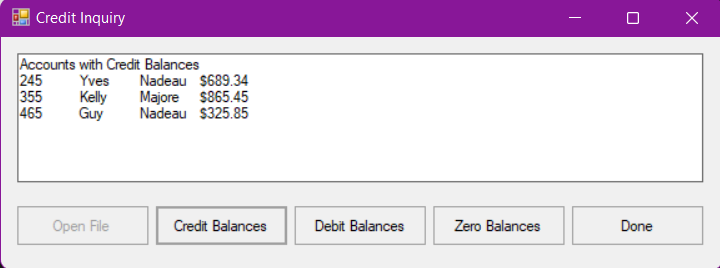 Credit Inquiry
Accounts with Credit Balances
245 Yves Nadeau $689.34
355 Kelly Majore $865.45
465 Guy Nadeau $325.85
Open File Credit Balances Debit Balances Zero Balances Done